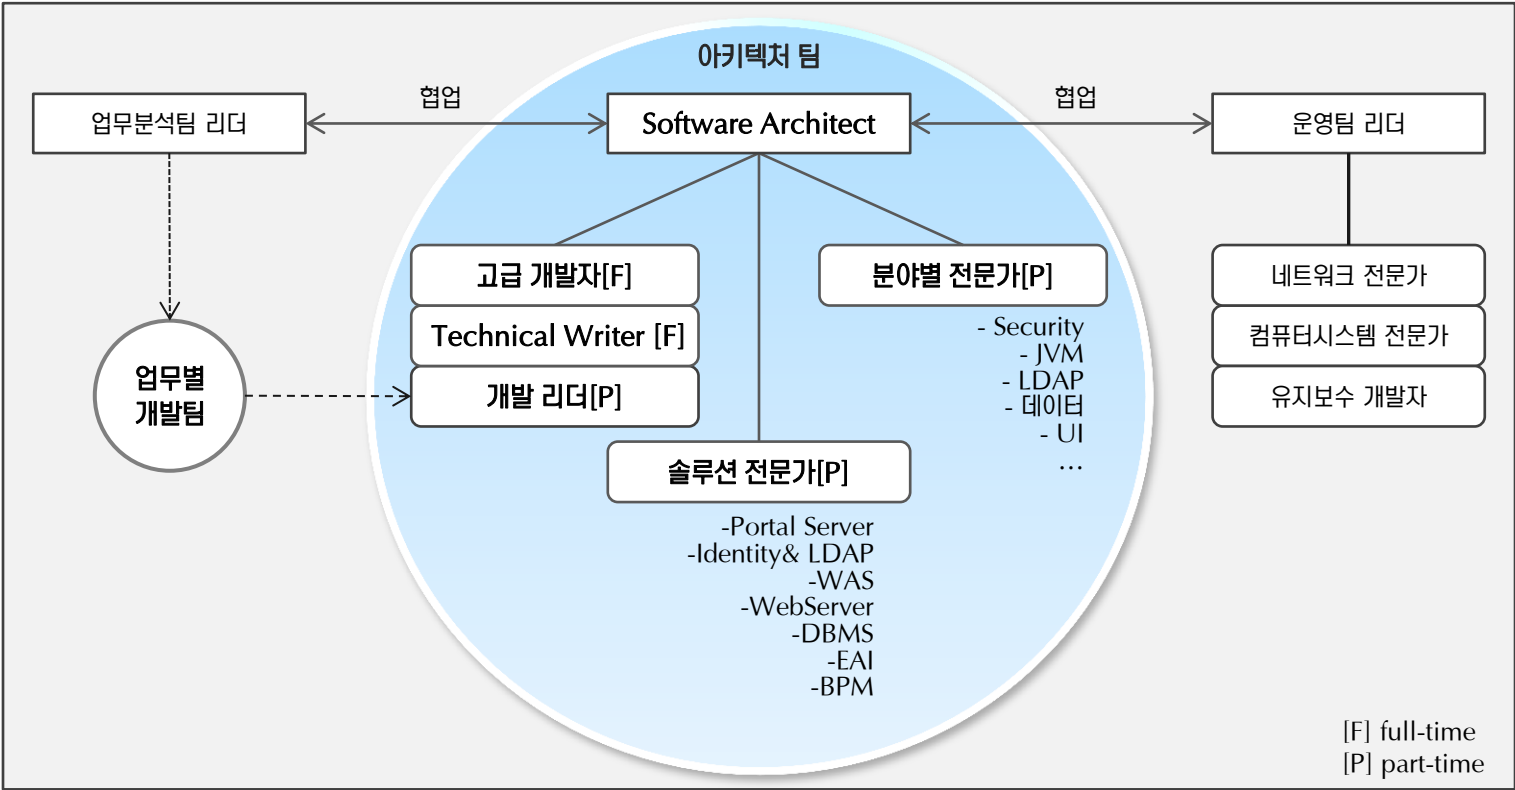 아키텍처 팀
업무분석팀 리더
협업
Software Architect
협업
운영팀 리더
업무별
개발팀
고급 개발자[F]
Technical Writer [F]
개발 리더[P]
분야별 전문가[P]
- Security
- JVM
- LDAP
- 데이터
- UI
...
솔루션 전문가[P]
-Portal Server
-Identity& LDAP
-WAS
-WebServer
-DBMS
-EAI
-BPM
네트워크 전문가
컴퓨터시스템 전문가
유지보수 개발자
[F] full-time
[P] part-time